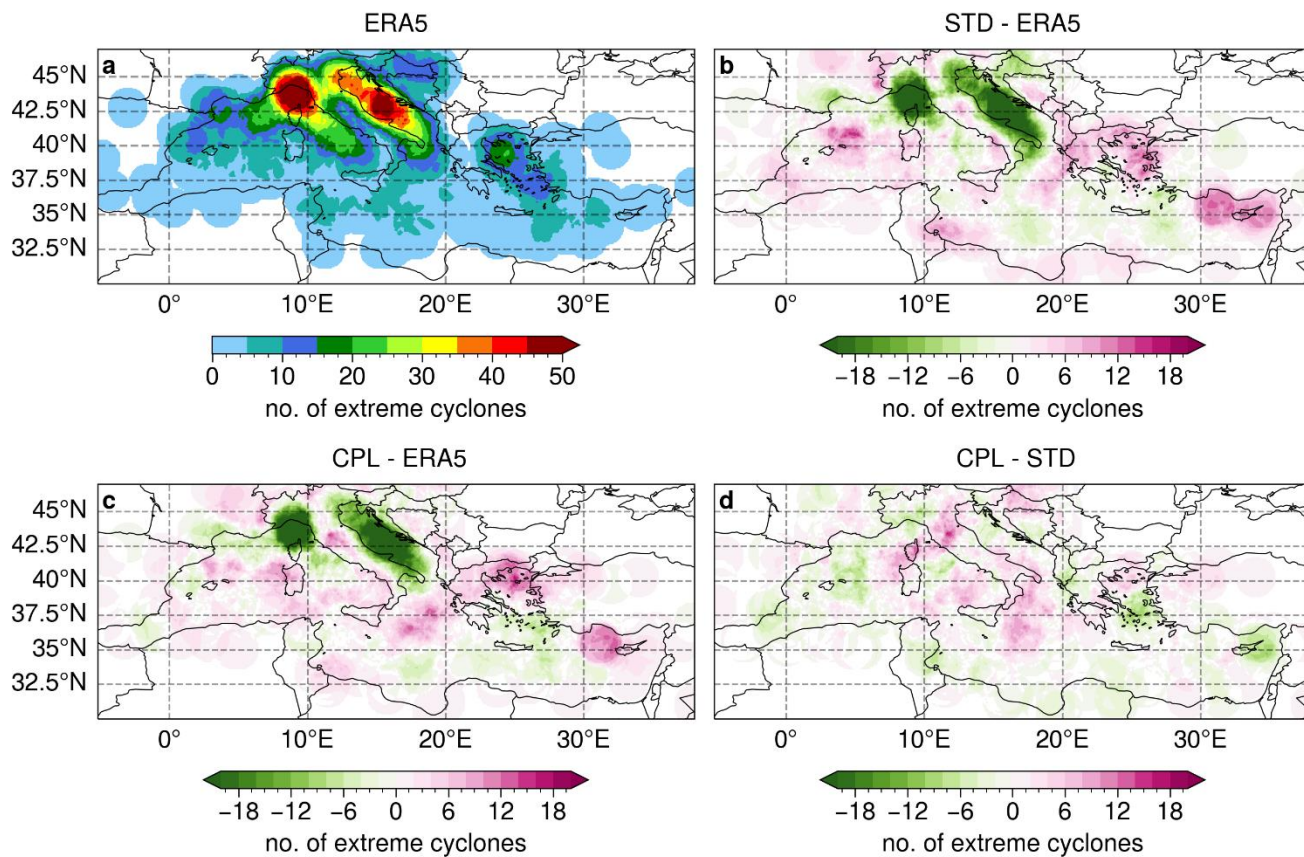 ERA5
STD - ERA5
a
b
45°N
42.5°N
40°N
37.5°N
35°N
32.5°N
0° 10°E 20°E 30°E
0° 10°E 20°E 30°E
0 10 20 30 40 50
−18 −12 −6 0 6 12 18
no. of extreme cyclones
no. of extreme cyclones
CPL - ERA5
CPL - STD
c
d
45°N
42.5°N
40°N
37.5°N
35°N
32.5°N
0° 10°E 20°E 30°E
0° 10°E 20°E 30°E
−18 −12 −6 0 6 12 18
−18 −12 −6 0 6 12 18
no. of extreme cyclones
no. of extreme cyclones